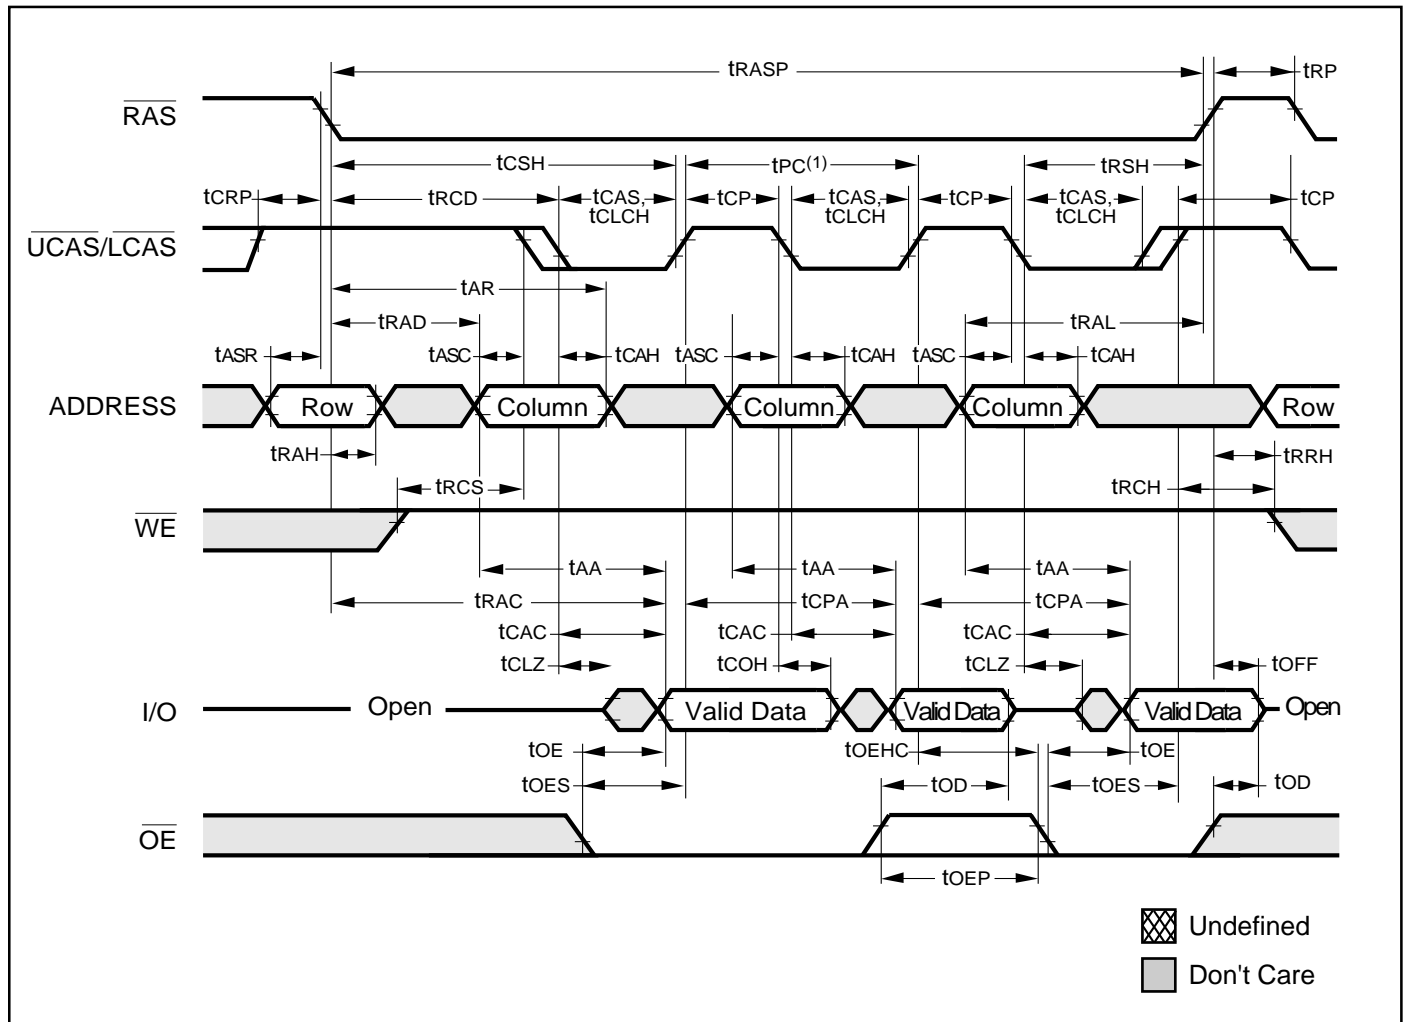 tRASP tRP
RAS
tCSH tPC(1) tRSH
tCRP tRCD tCAS, tCLCH tCP tCAS, tCLCH tCP tCAS, tCLCH tCP
UCAS/LCAS
tAR
tRAD tRAL
tASR tASC tCAH tASC tCAH tASC tCAH
ADDRESS Row Column Column Column Row
tRAH tRRH
tRCS tRCH
WE
tAA tAA tAA
tRAC tCPA tCPA
tCAC tCAC tCAC
tCLZ tCOH tCLZ tOFF
I/O Open Valid Data Valid Data Valid Data Open
tOE tOEHC tOE
tOES tOD tOES tOD
OE
tOEP
Undefined
Don't Care